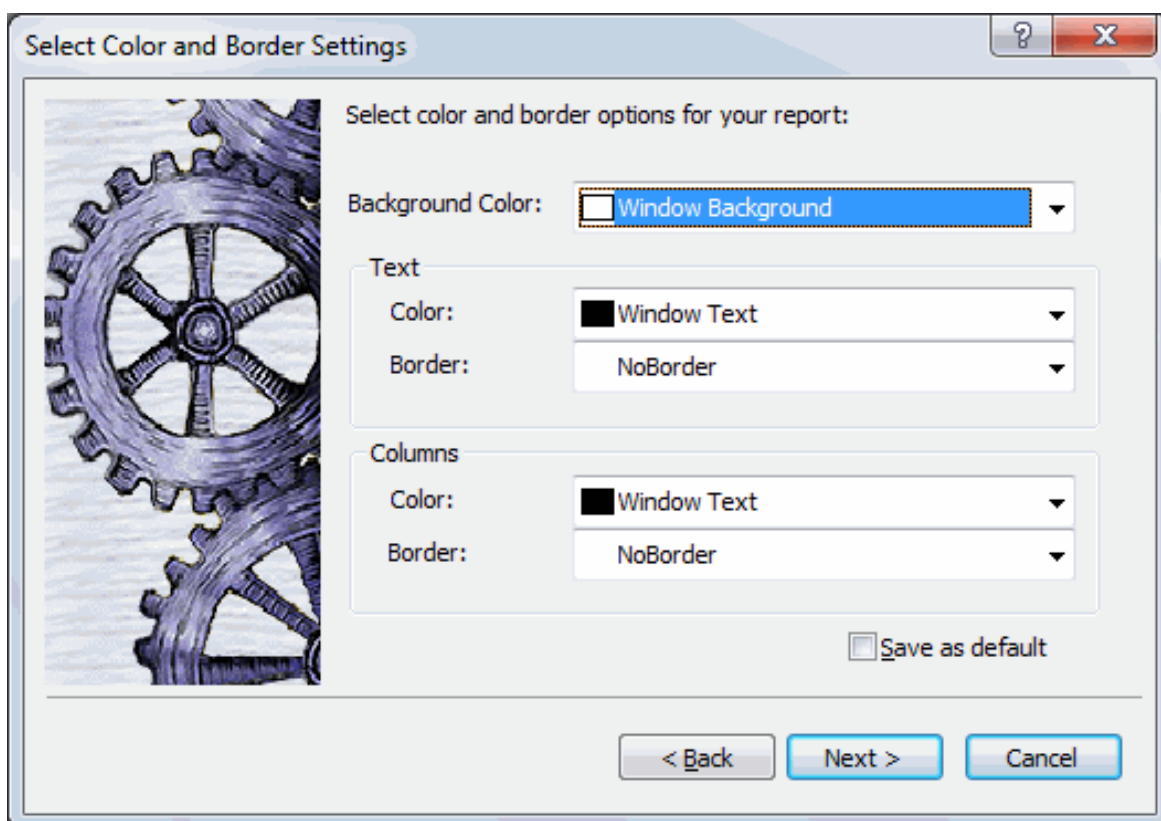 Select Color and Border Settings
Select color and border options for your report:
Background Color: Window Background
Text
Color: Window Text
Border: NoBorder
Columns
Color: Window Text
Border: NoBorder
Save as default
< Back Next > Cancel